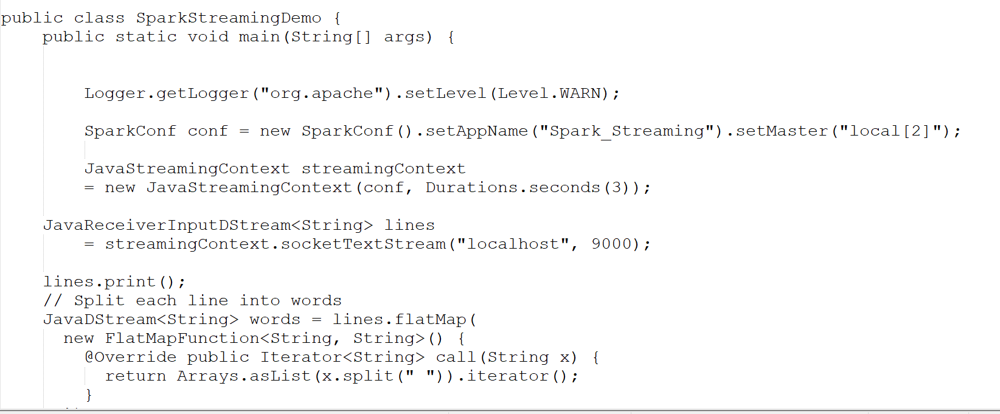 public class SparkStreamingDemo {
    public static void main(String[] args) {
        Logger.getLogger("org.apache").setLevel(Level.WARN);
        SparkConf conf = new SparkConf().setAppName("Spark_Streaming").setMaster("local[2]");
        JavaStreamingContext streamingContext
        = new JavaStreamingContext(conf, Durations.seconds(3));
    JavaReceiverInputDStream<String> lines
        = streamingContext.socketTextStream("localhost", 9000);
    lines.print();
    // Split each line into words
    JavaDStream<String> words = lines.flatMap(
      new FlatMapFunction<String, String>() {
        @Override public Iterator<String> call(String x) {
          return Arrays.asList(x.split(" ")).iterator();
        }